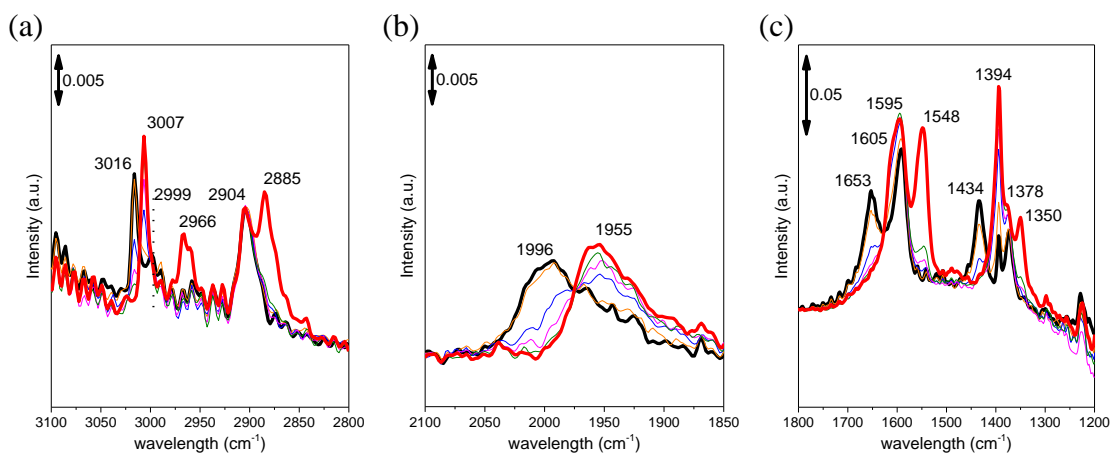 (a)
0.005
3007
3016
2999
2966
2904
2885
Intensity (a.u.)
3100 3050 3000 2950 2900 2850 2800
wavelength (cm⁻¹)
(b)
0.005
1996
1955
Intensity (a.u.)
2100 2050 2000 1950 1900 1850
wavelength (cm⁻¹)
(c)
0.05
1394
1595
1548
1605
1653
1434
1378
1350
Intensity (a.u.)
1800 1700 1600 1500 1400 1300 1200
wavelength (cm⁻¹)